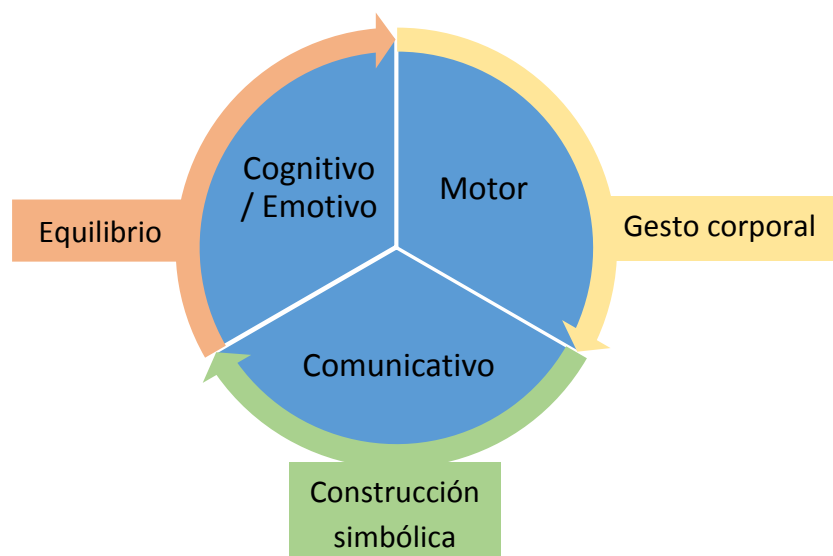 Cognitivo
/ Emotivo
Motor
Equilibrio
Gesto corporal
Comunicativo
Construcción
simbólica